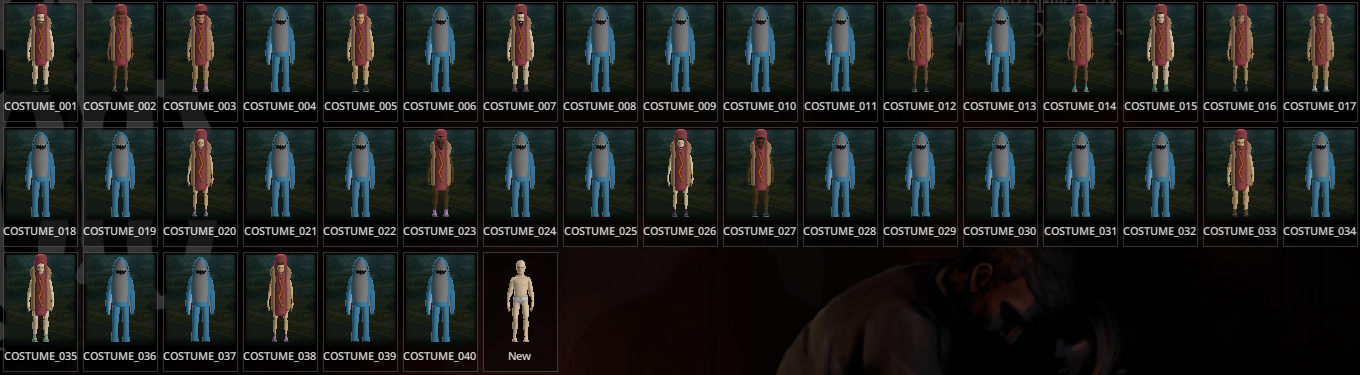 COSTUME_001 COSTUME_002 COSTUME_003 COSTUME_004 COSTUME_005 COSTUME_006 COSTUME_007 COSTUME_008 COSTUME_009 COSTUME_010 COSTUME_011 COSTUME_012 COSTUME_013 COSTUME_014 COSTUME_015 COSTUME_016 COSTUME_017
COSTUME_018 COSTUME_019 COSTUME_020 COSTUME_021 COSTUME_022 COSTUME_023 COSTUME_024 COSTUME_025 COSTUME_026 COSTUME_027 COSTUME_028 COSTUME_029 COSTUME_030 COSTUME_031 COSTUME_032 COSTUME_033 COSTUME_034
COSTUME_035 COSTUME_036 COSTUME_037 COSTUME_038 COSTUME_039 COSTUME_040 New